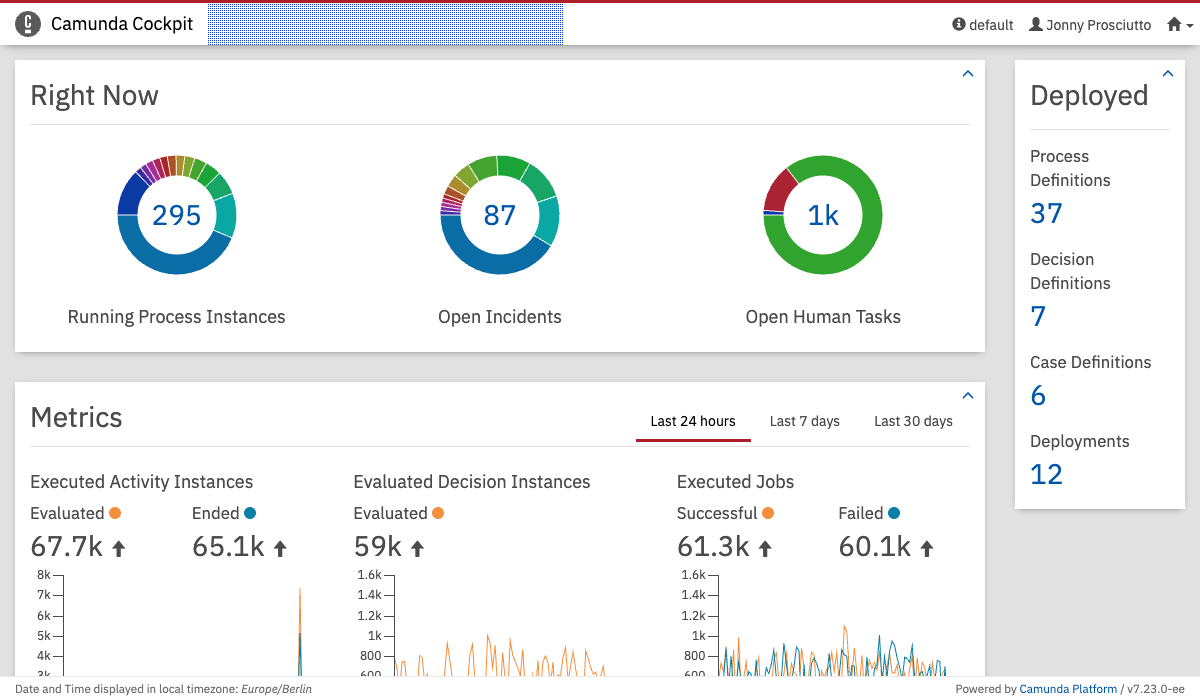 Camunda Cockpit
default
Jonny Prosciutto
Right Now
295
87
1k
Running Process Instances
Open Incidents
Open Human Tasks
Deployed
Process
Definitions
37
Decision
Definitions
7
Case Definitions
6
Deployments
12
Metrics
Last 24 hours
Last 7 days
Last 30 days
Executed Activity Instances
Evaluated
Ended
67.7k
65.1k
8k
7k
6k
5k
4k
3k
Evaluated Decision Instances
Evaluated
59k
1.6k
1.4k
1.2k
1k
800
600
Executed Jobs
Successful
Failed
61.3k
60.1k
1.6k
1.4k
1.2k
1k
800
600
Date and Time displayed in local timezone: Europe/Berlin
Powered by Camunda Platform / v7.23.0-ee